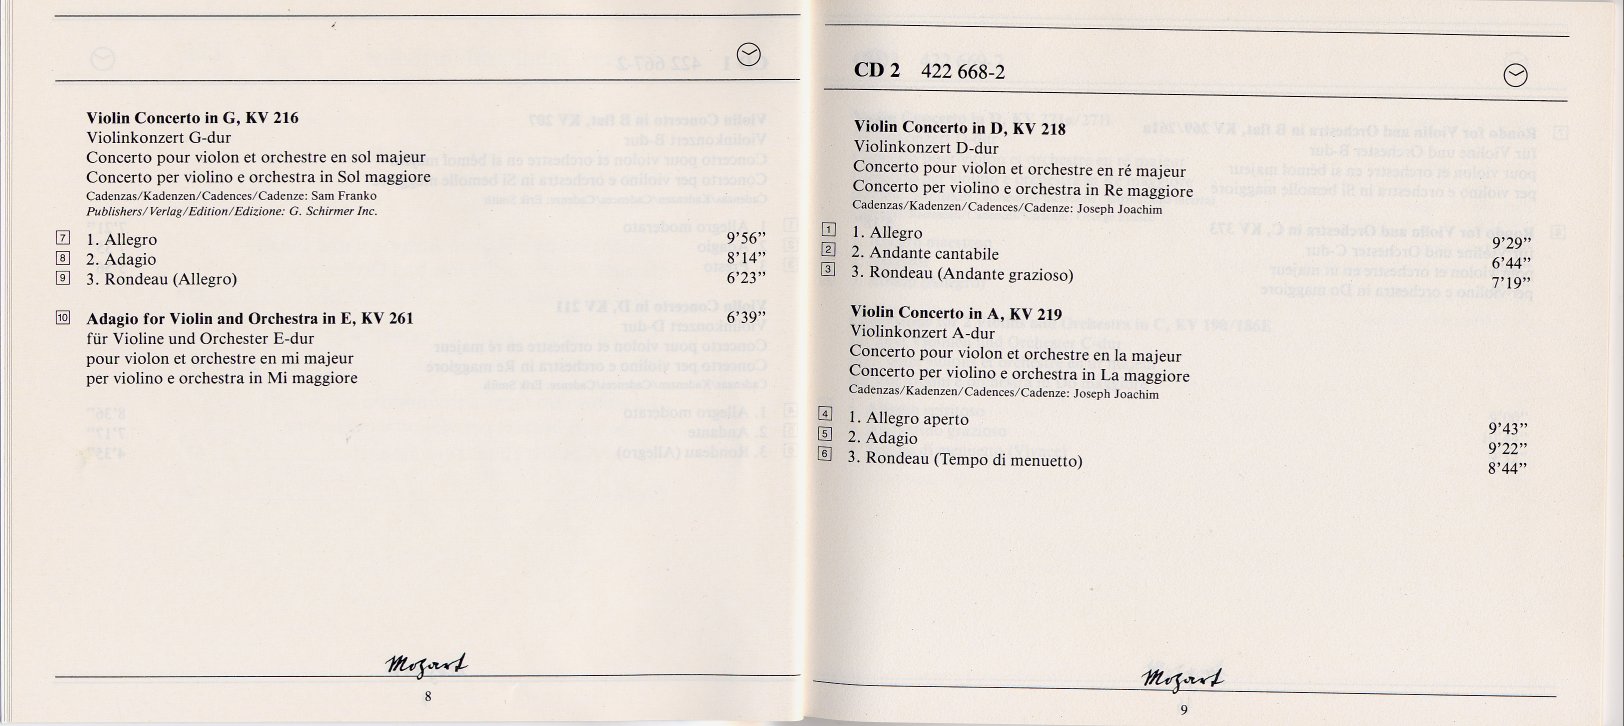 Violin Concerto in G, KV 216
Violinkonzert G-dur
Concerto pour violon et orchestre en sol majeur
Concerto per violino e orchestra in Sol maggiore
Cadenzas/Kadenzen/Cadences/Cadenze: Sam Franko
Publishers/Verlag/Edition/Edizione: G. Schirmer Inc.
7 1. Allegro 9’56”
8 2. Adagio 8’14”
9 3. Rondeau (Allegro) 6’23”
10 Adagio for Violin and Orchestra in E, KV 261 6’39”
für Violine und Orchester E-dur
pour violon et orchestre en mi majeur
per violino e orchestra in Mi maggiore
Mozart
8
CD 2 422 668-2
Violin Concerto in D, KV 218
Violinkonzert D-dur
Concerto pour violon et orchestre en ré majeur
Concerto per violino e orchestra in Re maggiore
Cadenzas/Kadenzen/Cadences/Cadenze: Joseph Joachim
1 1. Allegro 9’29”
2 2. Andante cantabile 6’44”
3 3. Rondeau (Andante grazioso) 7’19”
Violin Concerto in A, KV 219
Violinkonzert A-dur
Concerto pour violon et orchestre en la majeur
Concerto per violino e orchestra in La maggiore
Cadenzas/Kadenzen/Cadences/Cadenze: Joseph Joachim
4 1. Allegro aperto 9’43”
5 2. Adagio 9’22”
6 3. Rondeau (Tempo di menuetto) 8’44”
Mozart
9